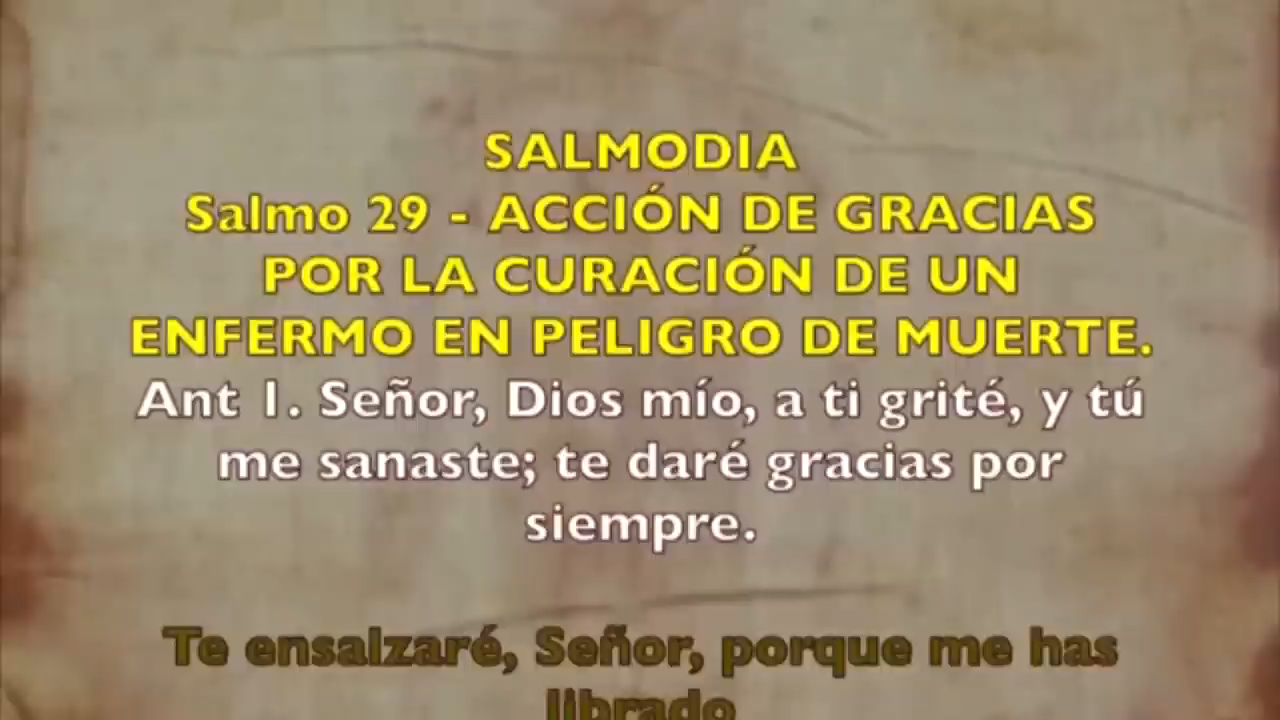 SALMODIA
Salmo 29 - ACCIÓN DE GRACIAS
POR LA CURACIÓN DE UN
ENFERMO EN PELIGRO DE MUERTE.
Ant 1. Señor, Dios mío, a ti grité, y tú
me sanaste; te daré gracias por
siempre.
Te ensalzaré, Señor, porque me has
librado